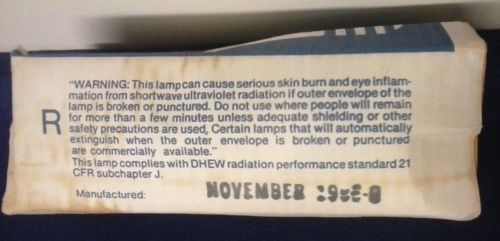 "WARNING: This lamp can cause serious skin burn and eye inflam-
mation from shortwave ultraviolet radiation if outer envelope of the
lamp is broken or punctured. Do not use where people will remain
R for more than a few minutes unless adequate shielding or other
safety precautions are used, Certain lamps that will automatically
extinguish when the outer envelope is broken or punctured
are commercially available."
This lamp complies with DHEW radiation performance standard 21
CFR subchapter J.
Manufactured: NOVEMBER